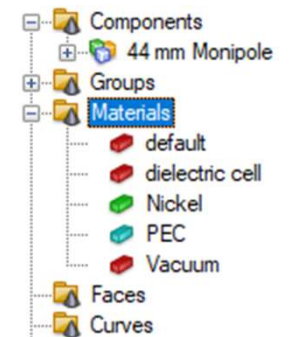 Components
44 mm Monipole
Groups
Materials
default
dielectric cell
Nickel
PEC
Vacuum
Faces
Curves